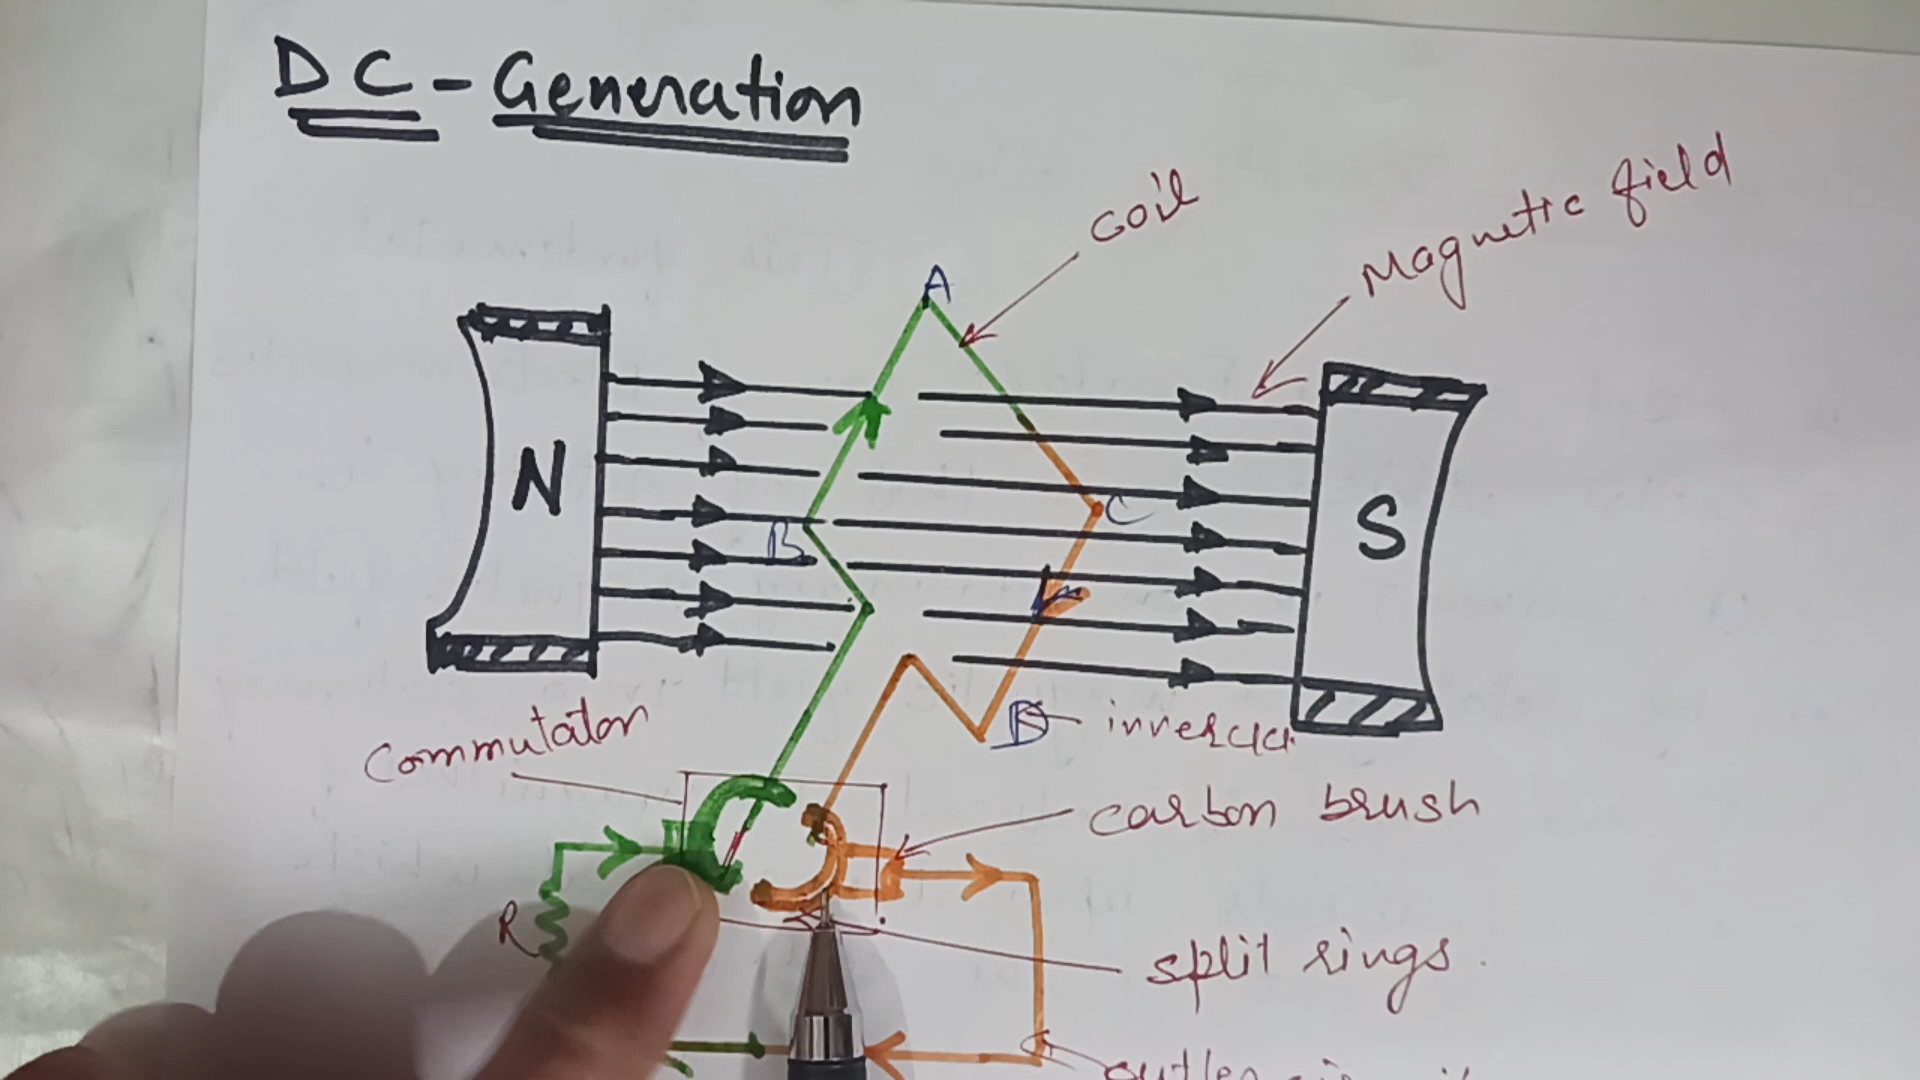 DC - Generation
coil
Magnetic field
A
N
B
C
S
D
Commutator
carbon brush
R
split rings.